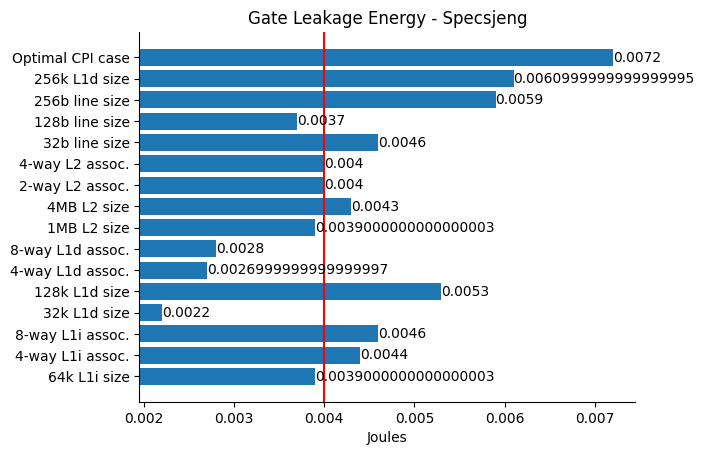 Gate Leakage Energy - Specsjeng
Optimal CPI case 0.0072
256k L1d size 0.0060999999999999995
256b line size 0.0059
128b line size 0.0037
32b line size 0.0046
4-way L2 assoc. 0.004
2-way L2 assoc. 0.004
4MB L2 size 0.0043
1MB L2 size 0.0039000000000000003
8-way L1d assoc. 0.0028
4-way L1d assoc. 0.0026999999999999997
128k L1d size 0.0053
32k L1d size 0.0022
8-way L1i assoc. 0.0046
4-way L1i assoc. 0.0044
64k L1i size 0.0039000000000000003
0.002 0.003 0.004 0.005 0.006 0.007
Joules